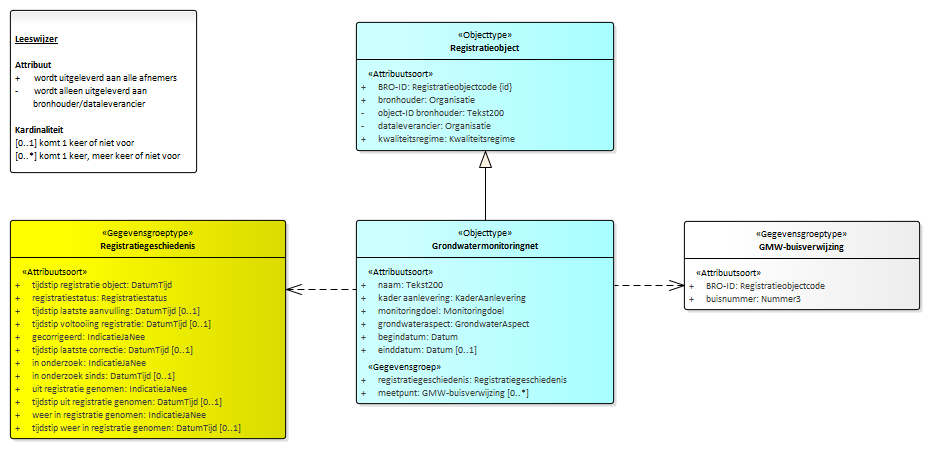 Leeswijzer
Attribuut
+ wordt uitgeleverd aan alle afnemers
- wordt alleen uitgeleverd aan
bronhouder/dataleverancier
Kardinaliteit
[0..1] komt 1 keer of niet voor
[0..*] komt 1 keer, meer keer of niet voor
«Objecttype»
Registratieobject
«Attribuutsoort»
+ BRO-ID: Registratieobjectcode {id}
+ bronhouder: Organisatie
- object-ID bronhouder: Tekst200
- dataleverancier: Organisatie
+ kwaliteitsregime: Kwaliteitsregime
«Gegevensgroeptype»
Registratiegeschiedenis
«Attribuutsoort»
+ tijdstip registratie object: DatumTijd
+ registratiestatus: Registratiestatus
+ tijdstip laatste aanvulling: DatumTijd [0..1]
+ tijdstip voltooiing registratie: DatumTijd [0..1]
+ gecorrigeerd: IndicatieJaNee
+ tijdstip laatste correctie: DatumTijd [0..1]
+ in onderzoek: IndicatieJaNee
+ in onderzoek sinds: DatumTijd [0..1]
+ uit registratie genomen: IndicatieJaNee
+ tijdstip uit registratie genomen: DatumTijd [0..1]
+ weer in registratie genomen: IndicatieJaNee
+ tijdstip weer in registratie genomen: DatumTijd [0..1]
«Objecttype»
Grondwatermonitoringnet
«Attribuutsoort»
+ naam: Tekst200
+ kader aanlevering: KaderAanlevering
+ monitoringdoel: Monitoringdoel
+ grondwateraspect: GrondwaterAspect
+ begindatum: Datum
+ einddatum: Datum [0..1]
«Gegevensgroep»
+ registratiegeschiedenis: Registratiegeschiedenis
+ meetpunt: GMW-buisverwijzing [0..*]
«Gegevensgroeptype»
GMW-buisverwijzing
«Attribuutsoort»
+ BRO-ID: Registratieobjectcode
+ buisnummer: Nummer3